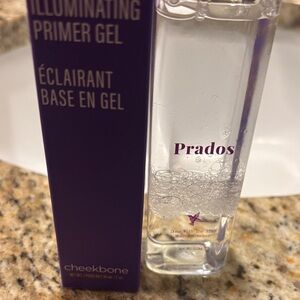 ILLUMINATING
PRIMER GEL
ÉCLAIRANT
BASE EN GEL
cheekbone
Prados